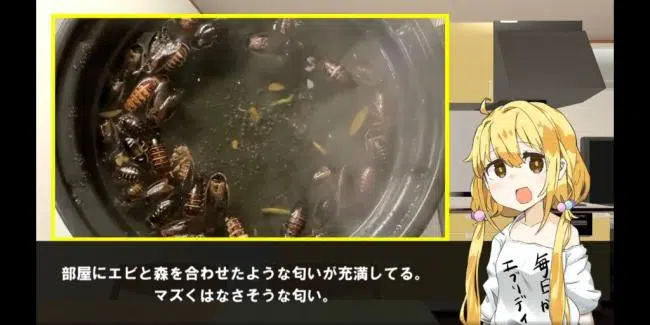 部屋にエビと森を合わせたような匂いが充満してる。
マズくはなさそうな匂い。
毎日が
エブリデイ